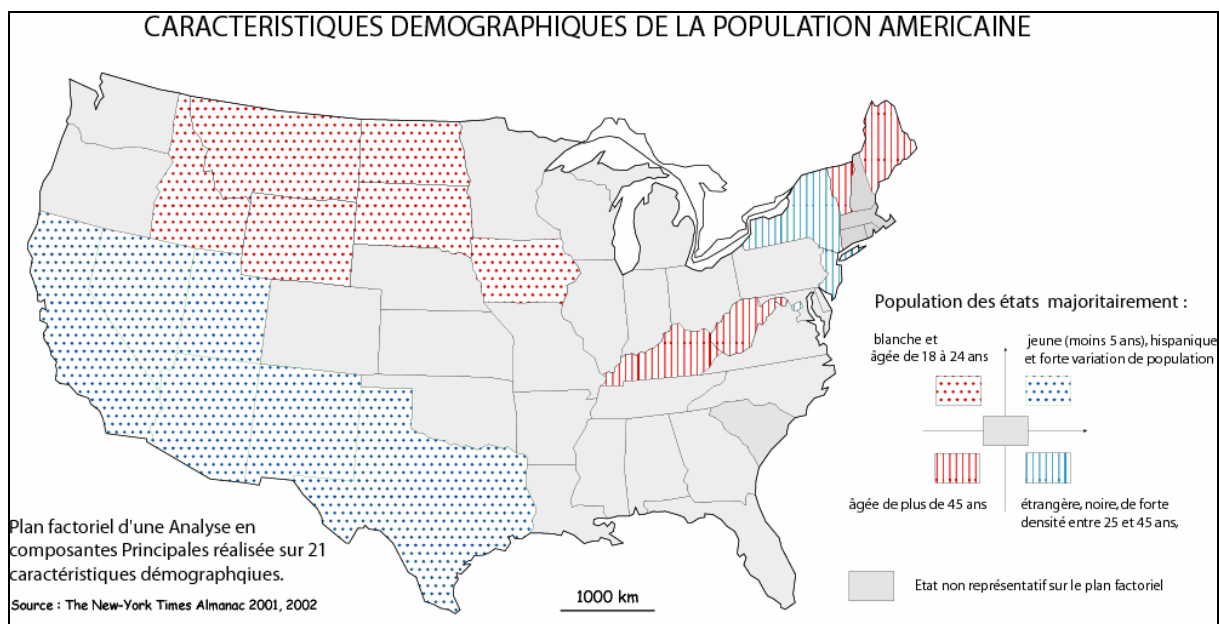 CARACTERISTIQUES DEMOGRAPHIQUES DE LA POPULATION AMERICAINE
Population des états majoritairement :
blanche et
âgée de 18 à 24 ans
jeune (moins 5 ans), hispanique
et forte variation de population
âgée de plus de 45 ans
étrangère, noire, de forte
densité entre 25 et 45 ans,
Etat non représentatif sur le plan factoriel
Plan factoriel d'une Analyse en
composantes Principales réalisée sur 21
caractéristiques démographqiues.
Source : The New-York Times Almanac 2001, 2002
1000 km